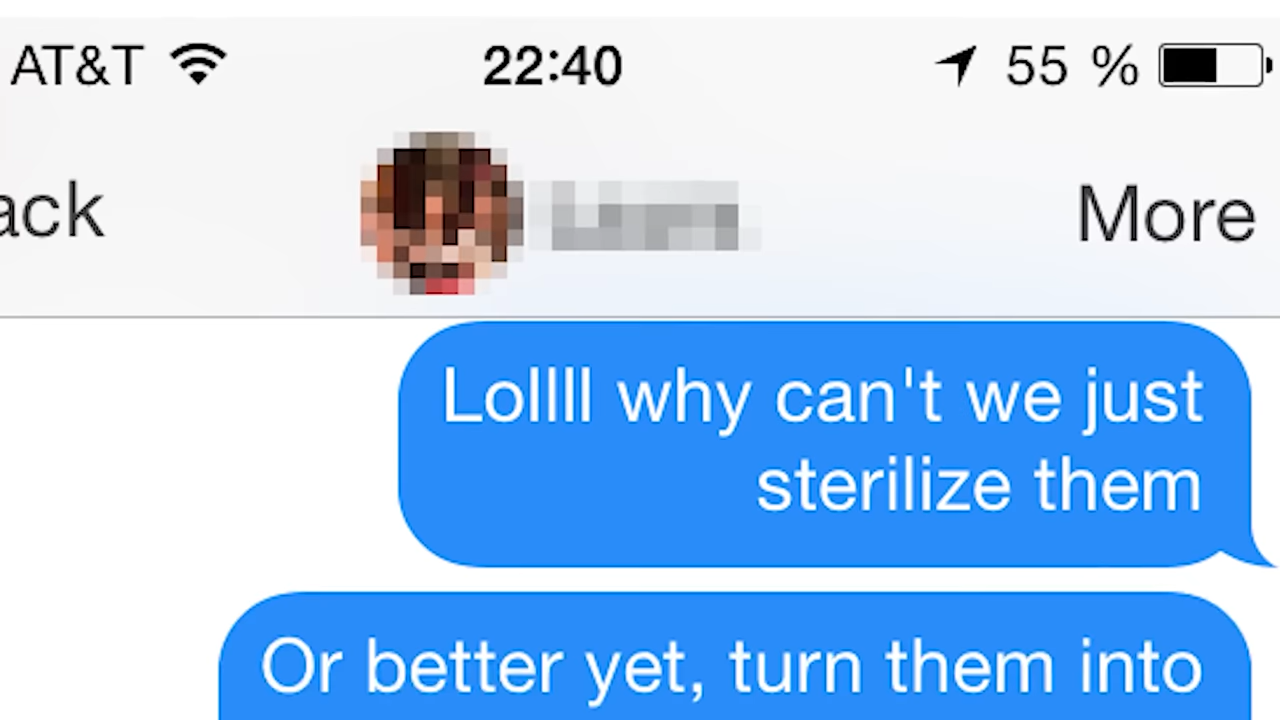 AT&T 22:40 55 %
ack More
Lollll why can't we just
sterilize them
Or better yet, turn them into